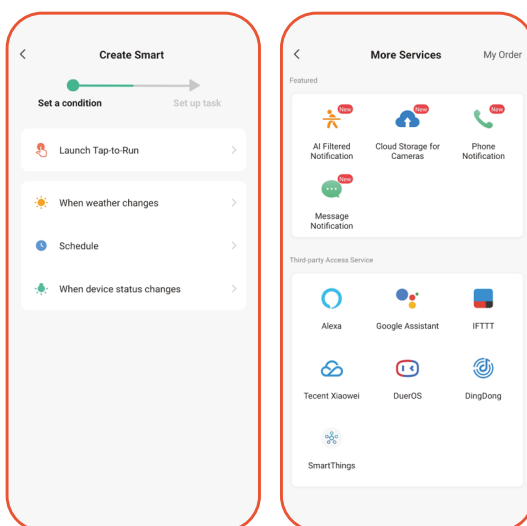 Create Smart
Set a condition
Set up task
Launch Tap-to-Run
When weather changes
Schedule
When device status changes
More Services
My Order
Featured
New
New
New
AI Filtered
Notification
Cloud Storage for
Cameras
Phone
Notification
New
Message
Notification
Third-party Access Service
Alexa
Google Assistant
IFTTT
Tecent Xiaowei
DuerOS
DingDong
SmartThings